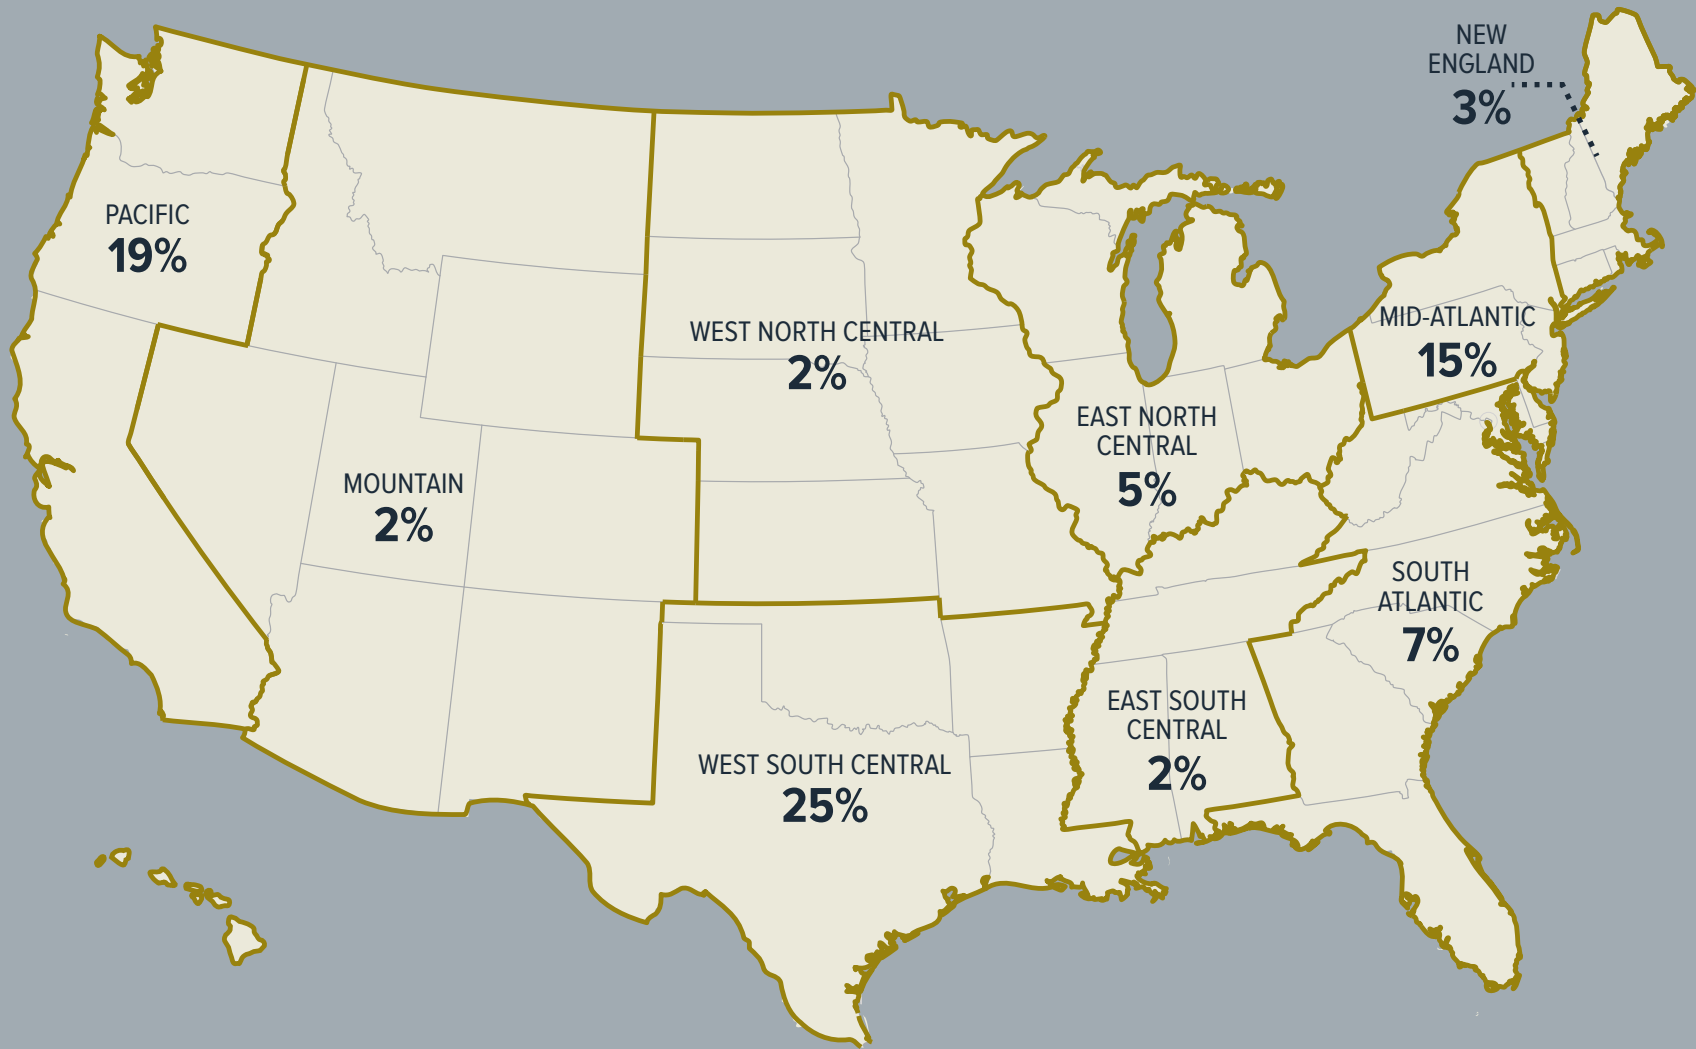 NEW
ENGLAND
3%
PACIFIC
19%
WEST NORTH CENTRAL
2%
MID-ATLANTIC
15%
EAST NORTH
CENTRAL
5%
MOUNTAIN
2%
SOUTH
ATLANTIC
7%
EAST SOUTH
CENTRAL
2%
WEST SOUTH CENTRAL
25%